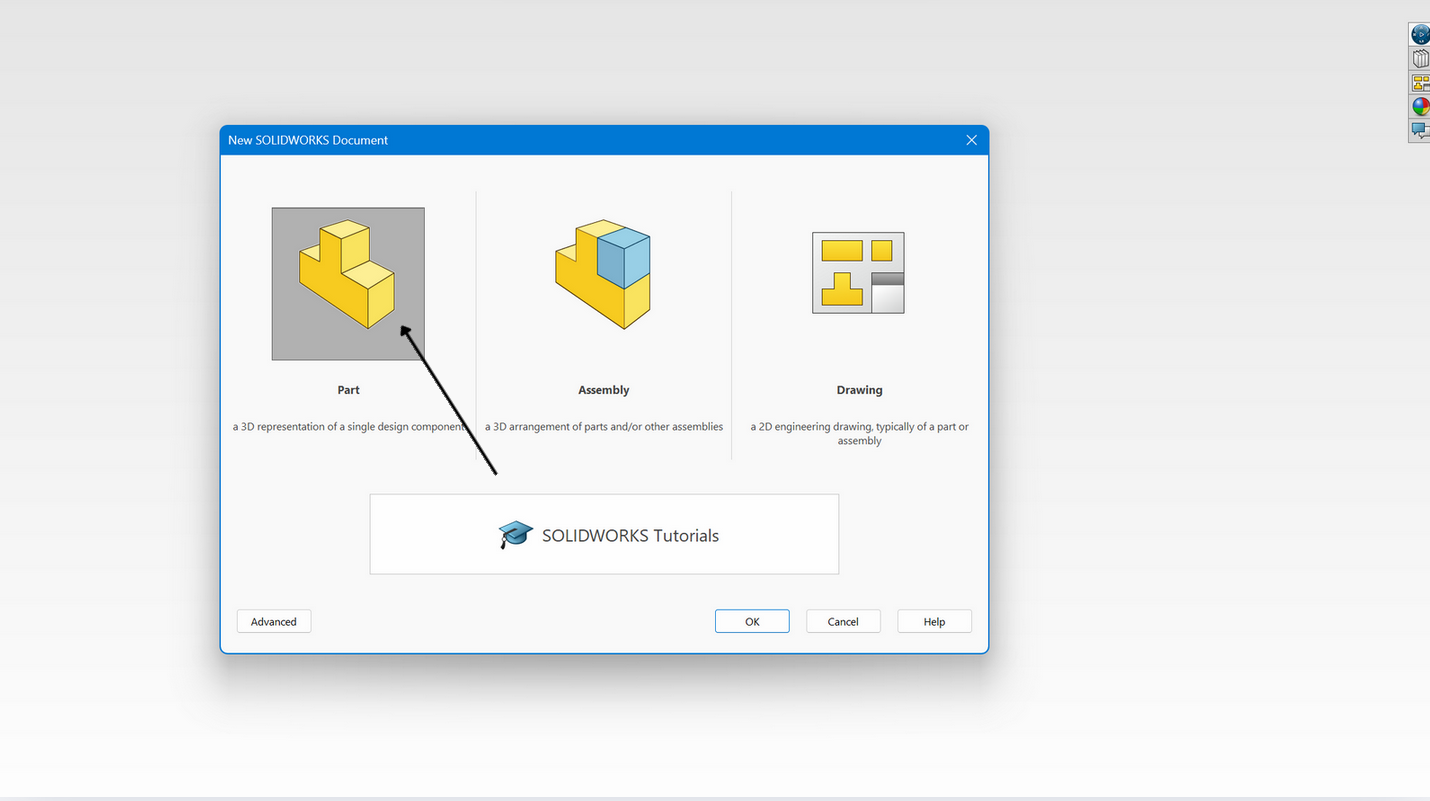 New SOLIDWORKS Document
Part
Assembly
Drawing
a 3D representation of a single design component
a 3D arrangement of parts and/or other assemblies
a 2D engineering drawing, typically of a part or
assembly
SOLIDWORKS Tutorials
Advanced
OK
Cancel
Help